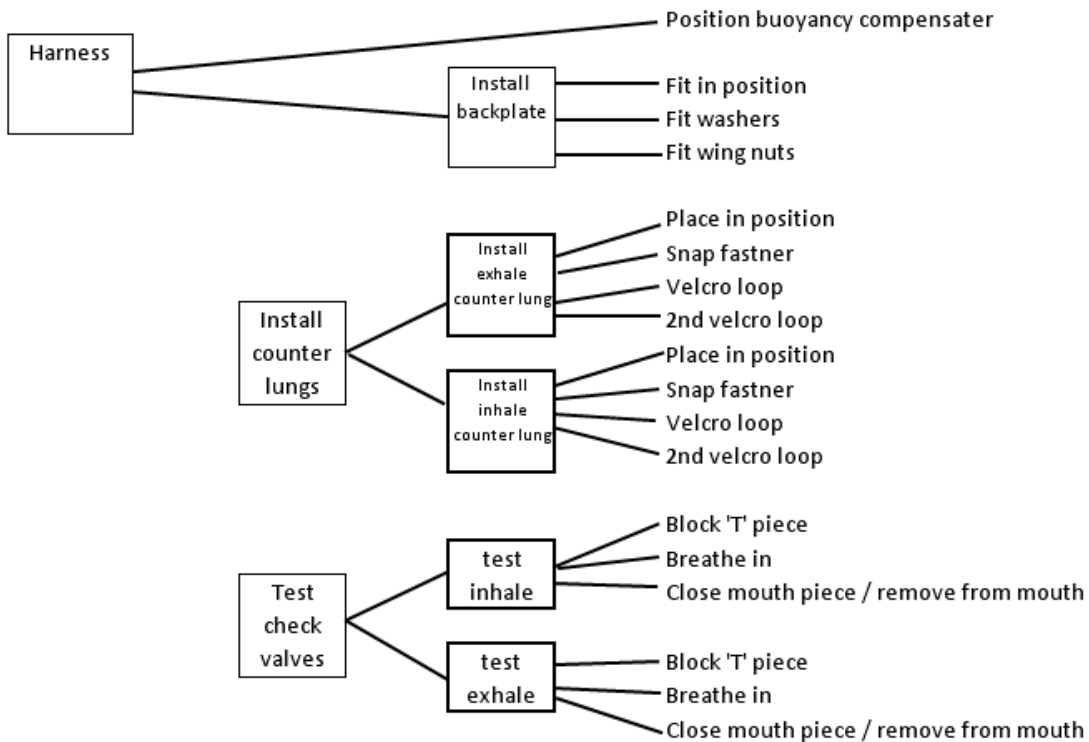 Position buoyancy compensater
Harness
Install
backplate
Fit in position
Fit washers
Fit wing nuts
Install
exhale
counter lung
Place in position
Snap fastner
Velcro loop
2nd velcro loop
Install
counter
lungs
Install
inhale
counter lung
Place in position
Snap fastner
Velcro loop
2nd velcro loop
Test
check
valves
test
inhale
Block 'T' piece
Breathe in
Close mouth piece / remove from mouth
test
exhale
Block 'T' piece
Breathe in
Close mouth piece / remove from mouth